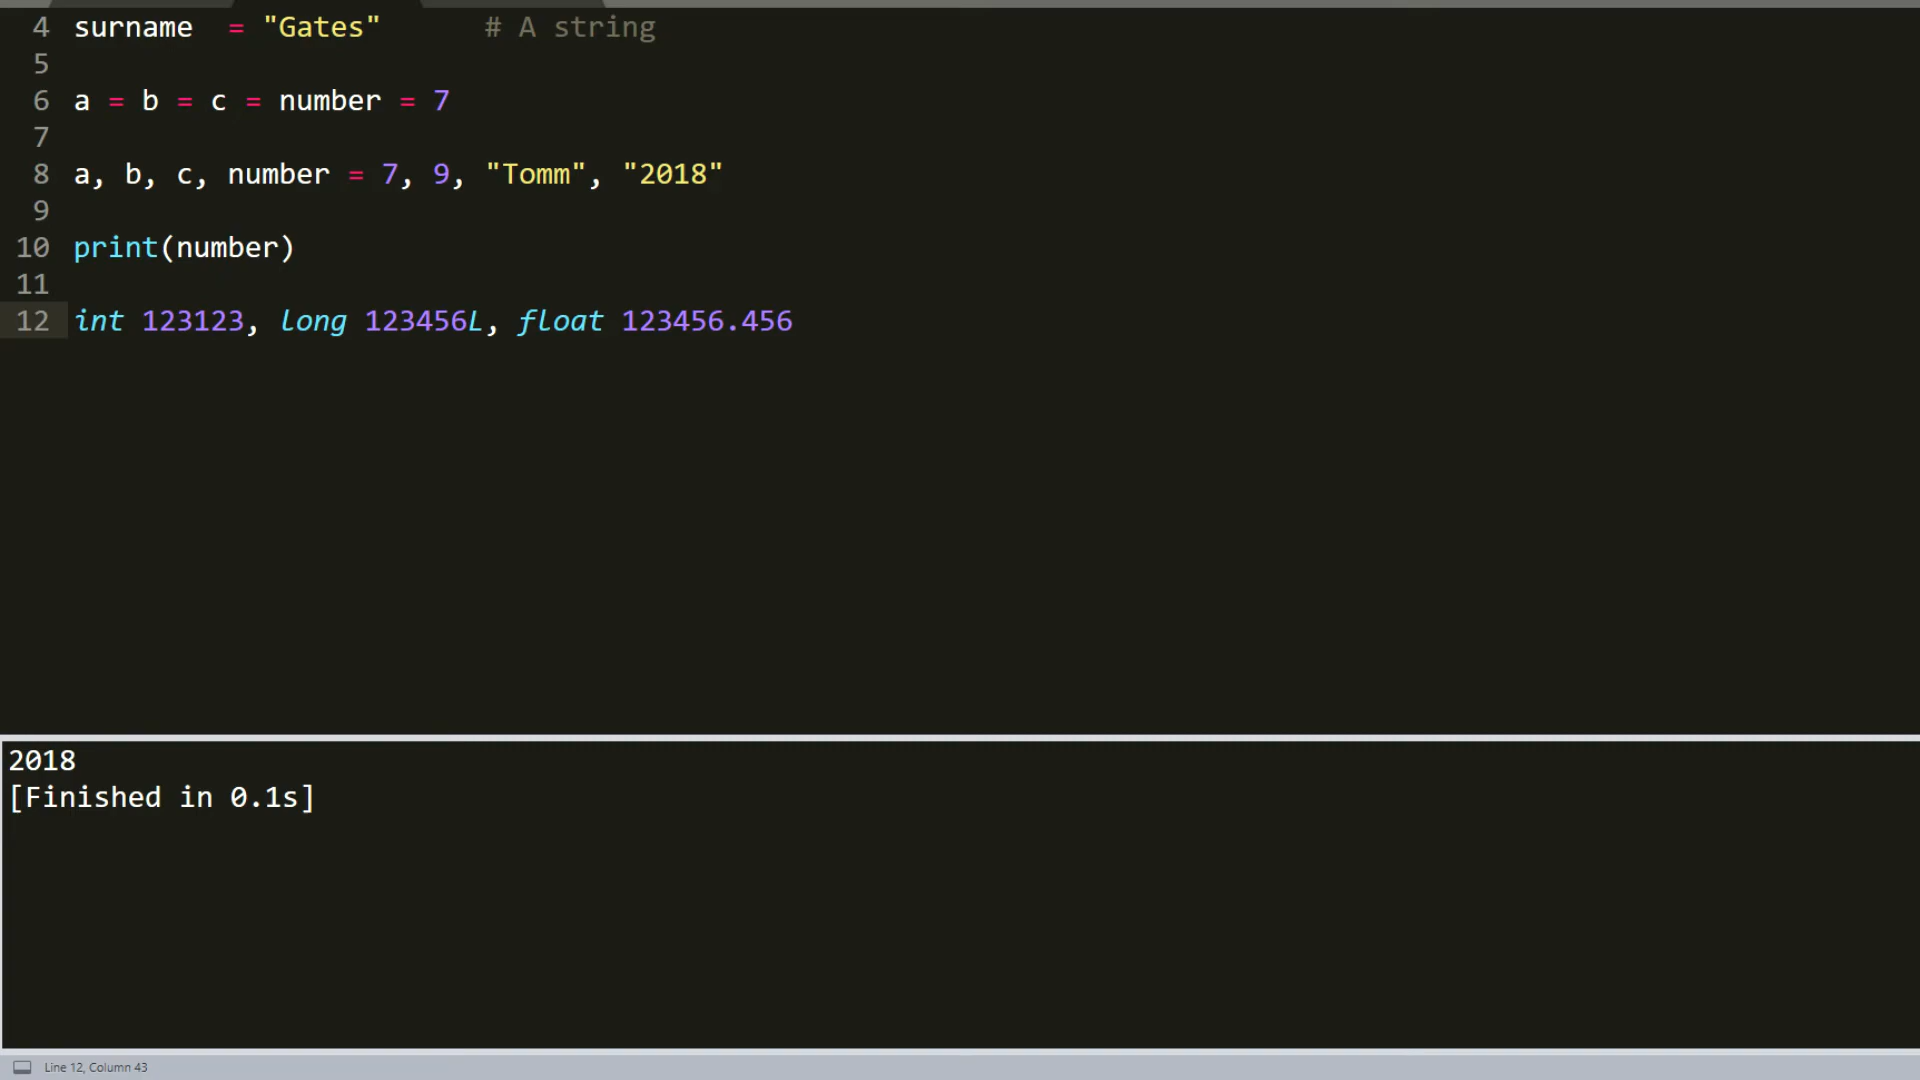 4 surname  = "Gates"      # A string
5
6 a = b = c = number = 7
7
8 a, b, c, number = 7, 9, "Tomm", "2018"
9
10 print(number)
11
12 int 123123, long 123456L, float 123456.456
2018
[Finished in 0.1s]
Line 12, Column 43